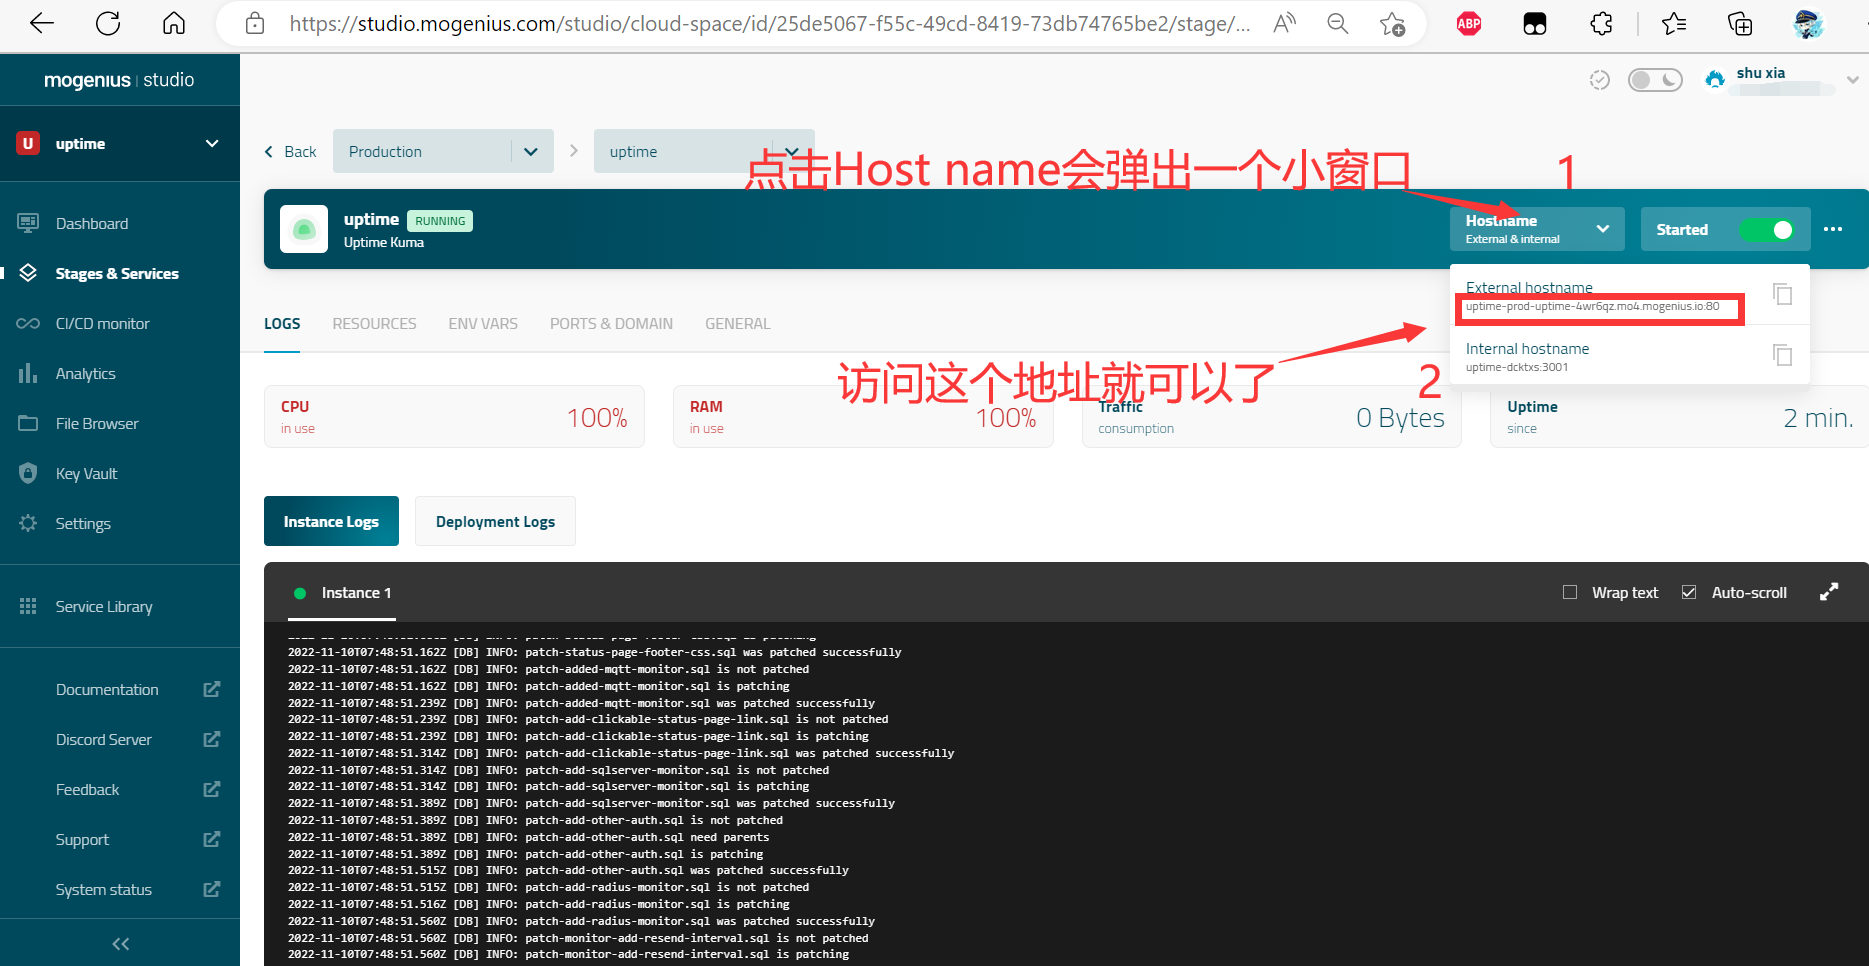 https://studio.mogenius.com/studio/cloud-space/id/25de5067-f55c-49cd-8419-73db74765be2/stage/...
ABP
mogenius | studio
shu xia
U uptime
Back
Production
uptime
点击Host name会弹出一个小窗口
1
uptime RUNNING
Uptime Kuma
Hostname
External & internal
Started
External hostname
uptime-prod-uptime-4wr6qz.mo4.mogenius.io:80
Internal hostname
uptime-dcktxs:3001
Dashboard
Stages & Services
CI/CD monitor
Analytics
File Browser
Key Vault
Settings
Service Library
Documentation
Discord Server
Feedback
Support
System status
LOGS
RESOURCES
ENV VARS
PORTS & DOMAIN
GENERAL
访问这个地址就可以了
2
CPU
in use
100%
RAM
in use
100%
Traffic
consumption
0 Bytes
Uptime
since
2 min.
Instance Logs
Deployment Logs
Instance 1
Wrap text
Auto-scroll
2022-11-10T07:48:51.162Z [DB] INFO: patch-status-page-footer-css.sql was patched successfully
2022-11-10T07:48:51.162Z [DB] INFO: patch-added-mqtt-monitor.sql is not patched
2022-11-10T07:48:51.162Z [DB] INFO: patch-added-mqtt-monitor.sql is patching
2022-11-10T07:48:51.239Z [DB] INFO: patch-added-mqtt-monitor.sql was patched successfully
2022-11-10T07:48:51.239Z [DB] INFO: patch-add-clickable-status-page-link.sql is not patched
2022-11-10T07:48:51.239Z [DB] INFO: patch-add-clickable-status-page-link.sql is patching
2022-11-10T07:48:51.314Z [DB] INFO: patch-add-clickable-status-page-link.sql was patched successfully
2022-11-10T07:48:51.314Z [DB] INFO: patch-add-sqlserver-monitor.sql is not patched
2022-11-10T07:48:51.314Z [DB] INFO: patch-add-sqlserver-monitor.sql is patching
2022-11-10T07:48:51.389Z [DB] INFO: patch-add-sqlserver-monitor.sql was patched successfully
2022-11-10T07:48:51.389Z [DB] INFO: patch-add-other-auth.sql is not patched
2022-11-10T07:48:51.389Z [DB] INFO: patch-add-other-auth.sql need parents
2022-11-10T07:48:51.389Z [DB] INFO: patch-add-other-auth.sql is patching
2022-11-10T07:48:51.515Z [DB] INFO: patch-add-other-auth.sql was patched successfully
2022-11-10T07:48:51.515Z [DB] INFO: patch-add-radius-monitor.sql is not patched
2022-11-10T07:48:51.516Z [DB] INFO: patch-add-radius-monitor.sql is patching
2022-11-10T07:48:51.560Z [DB] INFO: patch-add-radius-monitor.sql was patched successfully
2022-11-10T07:48:51.560Z [DB] INFO: patch-monitor-add-resend-interval.sql is not patched
2022-11-10T07:48:51.560Z [DB] INFO: patch-monitor-add-resend-interval.sql is patching